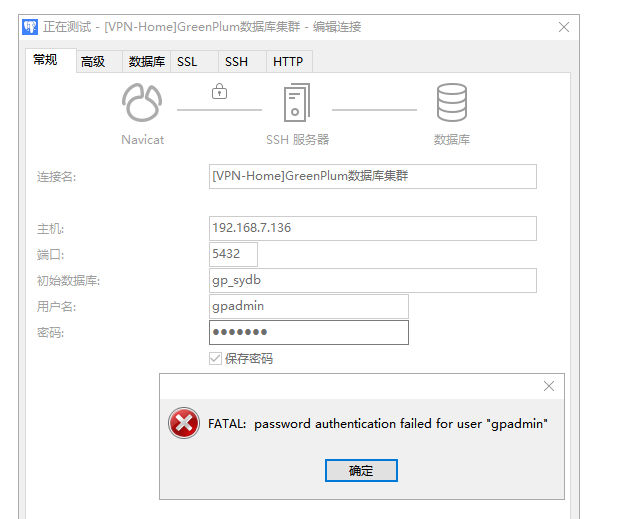 正在测试 - [VPN-Home]GreenPlum数据库集群 - 编辑连接
常规 高级 数据库 SSL SSH HTTP
Navicat SSH 服务器 数据库
连接名: [VPN-Home]GreenPlum数据库集群
主机: 192.168.7.136
端口: 5432
初始数据库: gp_sydb
用户名: gpadmin
密码: ●●●●●●●
保存密码
FATAL: password authentication failed for user "gpadmin"
确定